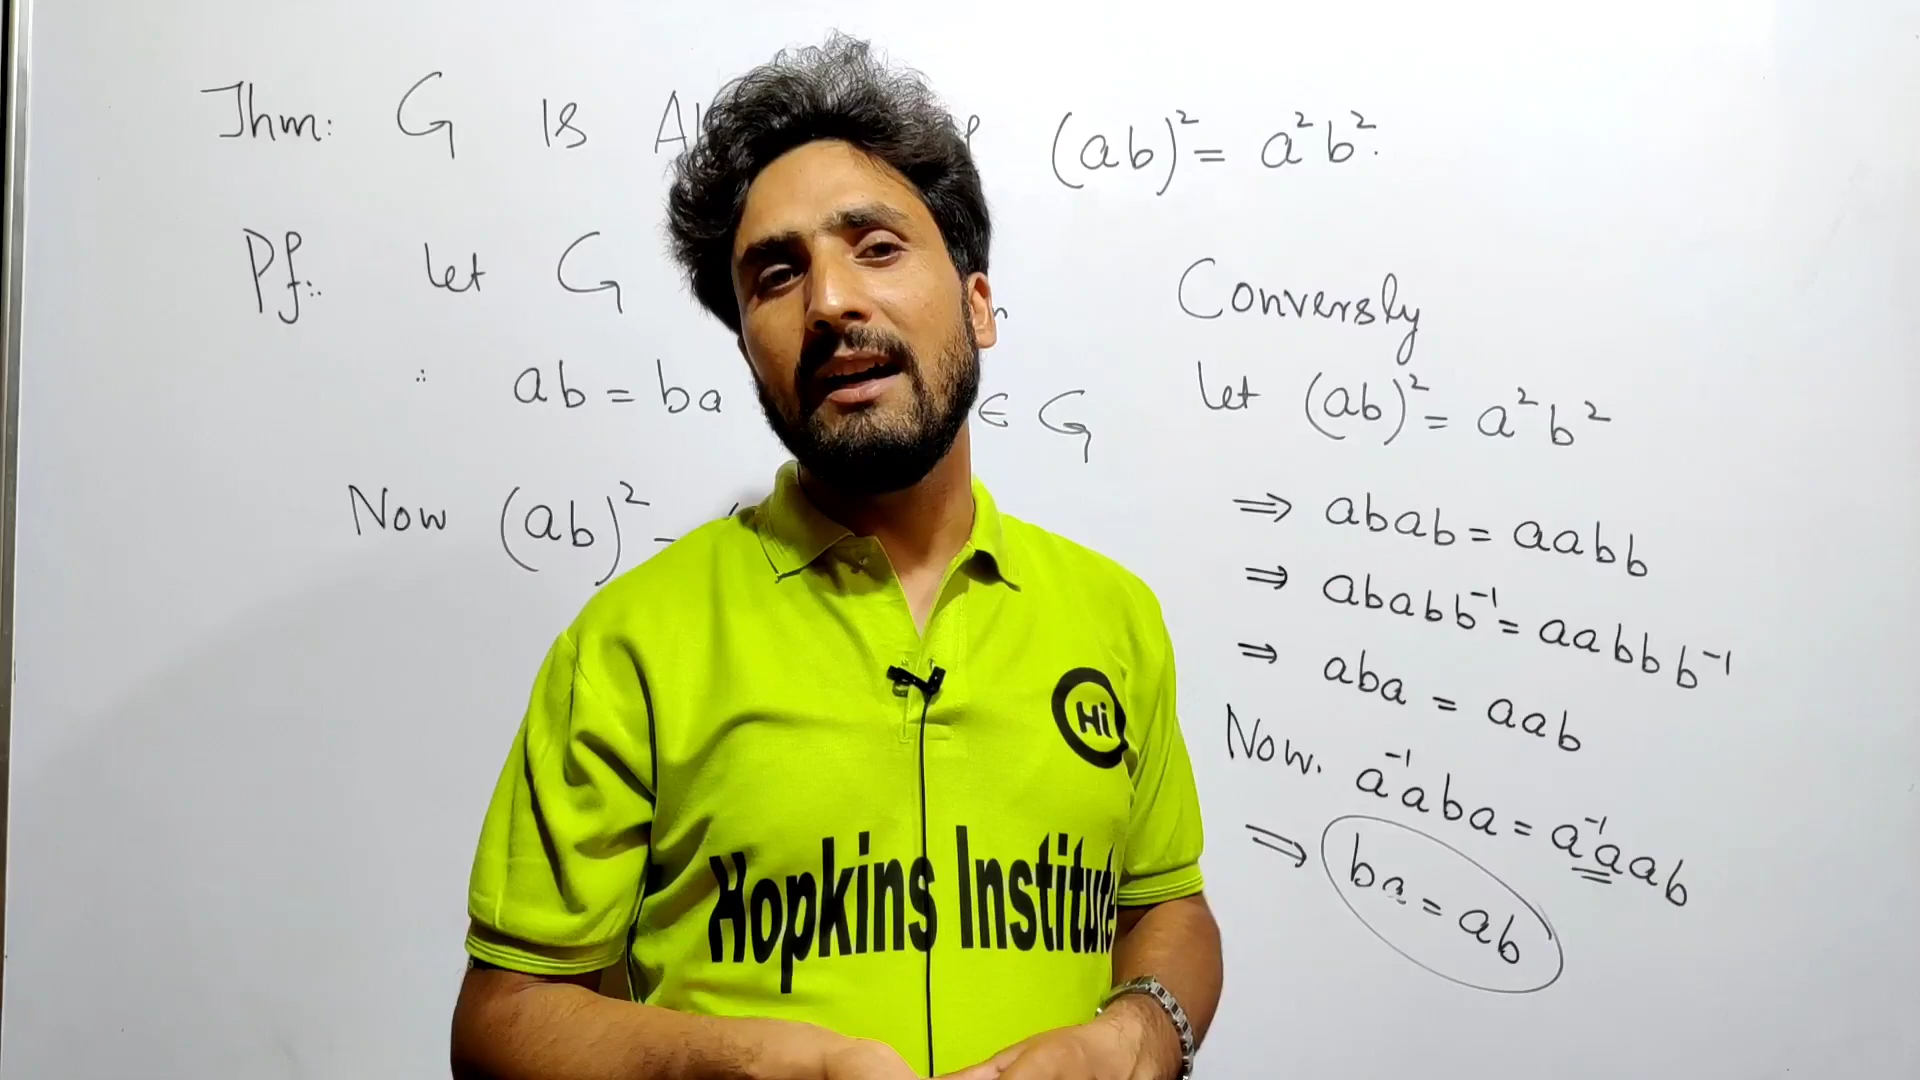 Thm: G is (ab)² = a²b².
Pf: let G
∴ ab = ba ∈ G
Now (ab)² =
Conversly
let (ab)² = a²b²
⇒ abab = aabb
⇒ ababb⁻¹ = aabbb⁻¹
⇒ aba = aab
Now. a⁻¹aba = a⁻¹aab
⇒ ba = ab
Hi
Hopkins Institute